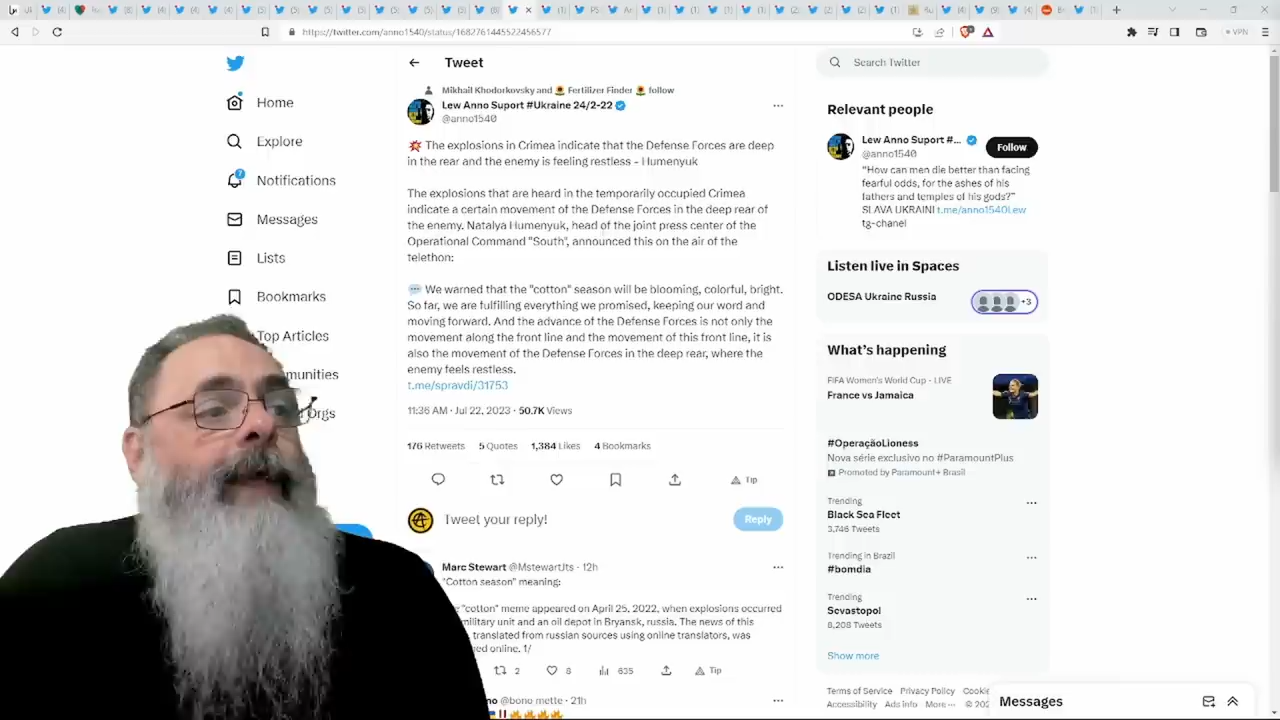 https://twitter.com/anno1540/status/1682761445522456577
VPN
Home
Explore
7
Notifications
Messages
Lists
Bookmarks
Top Articles
Tweet
Mikhail Khodorkovsky and 🌻 Fertilizer Finder 🌻 follow
Lew Anno Suport #Ukraine 24/2-22
@anno1540
💥 The explosions in Crimea indicate that the Defense Forces are deep
in the rear and the enemy is feeling restless - Humenyuk
The explosions that are heard in the temporarily occupied Crimea
indicate a certain movement of the Defense Forces in the deep rear of
the enemy. Natalya Humenyuk, head of the joint press center of the
Operational Command "South", announced this on the air of the
telethon:
💬 We warned that the "cotton" season will be blooming, colorful, bright.
So far, we are fulfilling everything we promised, keeping our word and
moving forward. And the advance of the Defense Forces is not only the
movement along the front line and the movement of this front line, it is
also the movement of the Defense Forces in the deep rear, where the
enemy feels restless.
t.me/spravdi/31753
11:36 AM · Jul 22, 2023 · 50.7K Views
176 Retweets 5 Quotes 1,384 Likes 4 Bookmarks
Tip
Tweet your reply!
Reply
Marc Stewart @MstewartJts · 12h
"Cotton season" meaning:
"cotton" meme appeared on April 25, 2022, when explosions occurred
military unit and an oil depot in Bryansk, russia. The news of this
translated from russian sources using online translators, was
online. 1/
2 8 635 Tip
@bono mette · 21h
Search Twitter
Relevant people
Lew Anno Suport #...
@anno1540
Follow
"How can men die better than facing
fearful odds, for the ashes of his
fathers and temples of his gods?"
SLAVA UKRAINI t.me/anno1540Lew
tg-chanel
Listen live in Spaces
ODESA Ukraine Russia
+3
What's happening
FIFA Women's World Cup · LIVE
France vs Jamaica
#OperaçãoLioness
Nova série exclusivo no #ParamountPlus
Promoted by Paramount+ Brasil
Trending
Black Sea Fleet
3,746 Tweets
Trending in Brazil
#bomdia
Trending
Sevastopol
8,208 Tweets
Show more
Terms of Service Privacy Policy
Accessibility Ads info More ···
Messages